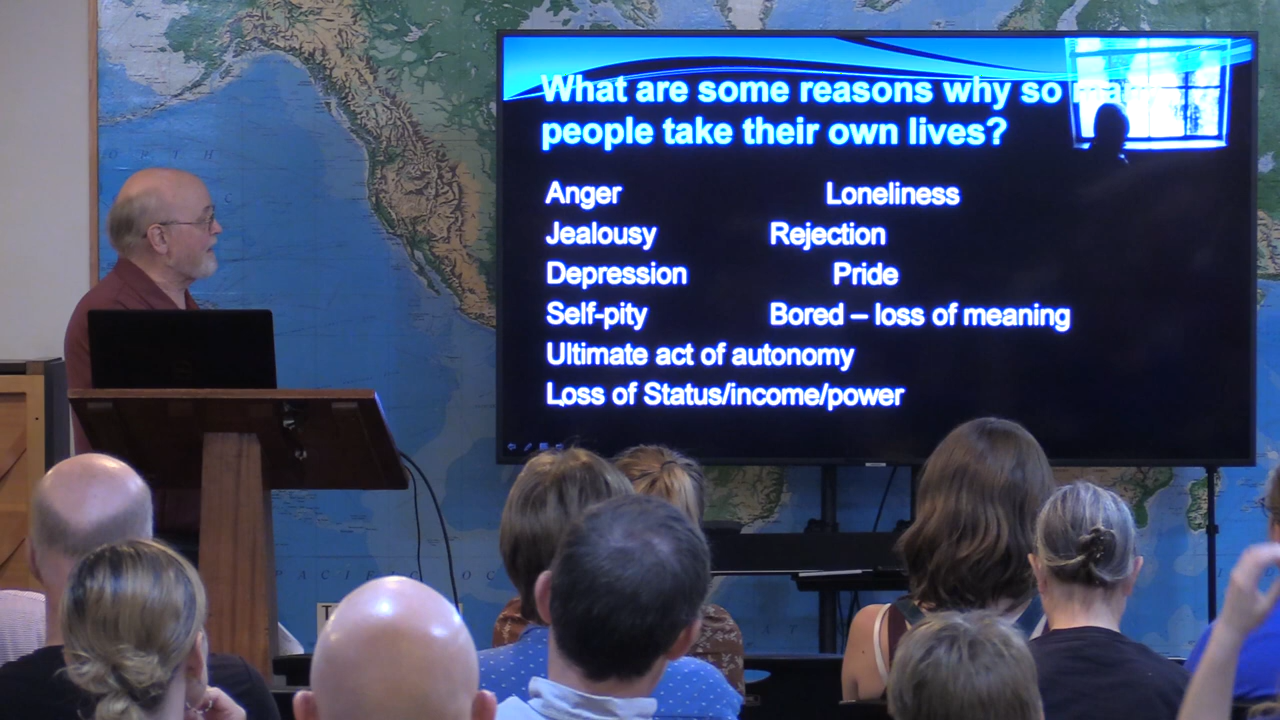 What are some reasons why so many
people take their own lives?
Anger Loneliness
Jealousy Rejection
Depression Pride
Self-pity Bored – loss of meaning
Ultimate act of autonomy
Loss of Status/income/power